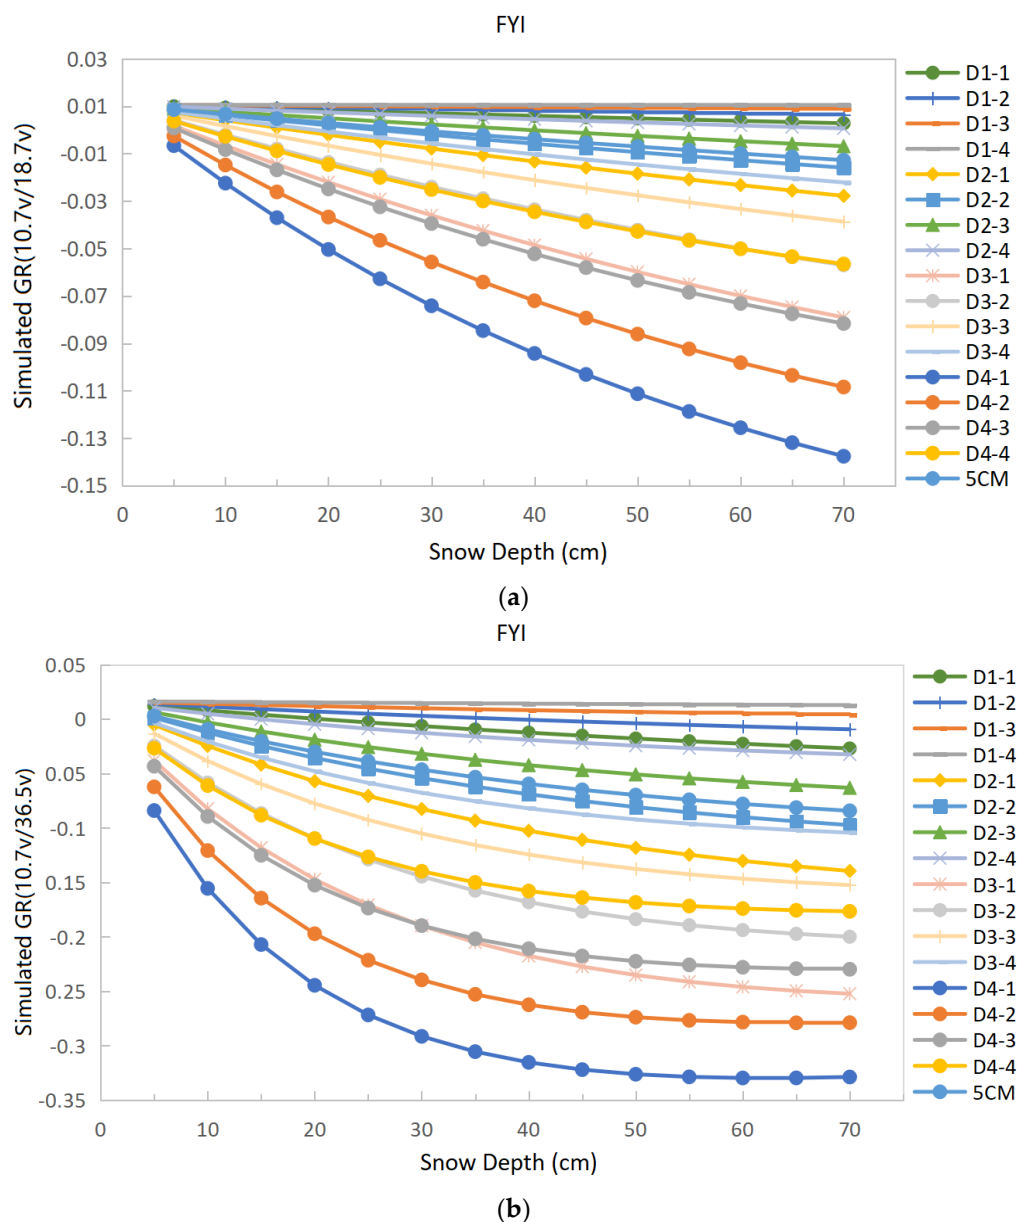 FYI
0.03
0.01
-0.01
-0.03
-0.05
-0.07
-0.09
-0.11
-0.13
-0.15
Simulated GR(10.7v/18.7v)
0 10 20 30 40 50 60 70
Snow Depth (cm)
D1-1
D1-2
D1-3
D1-4
D2-1
D2-2
D2-3
D2-4
D3-1
D3-2
D3-3
D3-4
D4-1
D4-2
D4-3
D4-4
5CM
(a)
FYI
0.05
0
0.05
-0.1
0.15
-0.2
0.25
-0.3
-0.35
Simulated GR(10.7v/36.5v)
0 10 20 30 40 50 60 70
Snow Depth (cm)
D1-1
D1-2
D1-3
D1-4
D2-1
D2-2
D2-3
D2-4
D3-1
D3-2
D3-3
D3-4
D4-1
D4-2
D4-3
D4-4
5CM
(b)